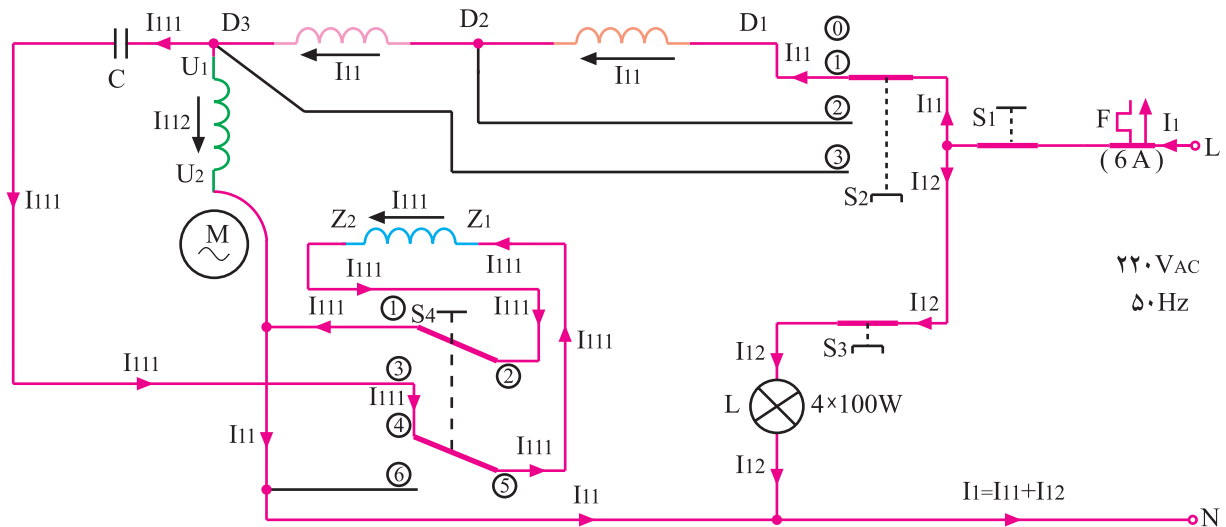 I111 D3 D2 D1 ⓪
C U1 I11 I11 I11 ①
I112 ② I11 S1 F I1
U2 ③ (6A) L
I111 I111 S2 I12
M Z2 Z1
I111 I111 ۲۲۰VAC
I111 ① S4 I111 I12 ۵۰Hz
I111 ③ ② I111 S3
I111 I12
④ L 4×100W
I11 I111 I12
⑥ ⑤
I11 I1=I11+I12
N